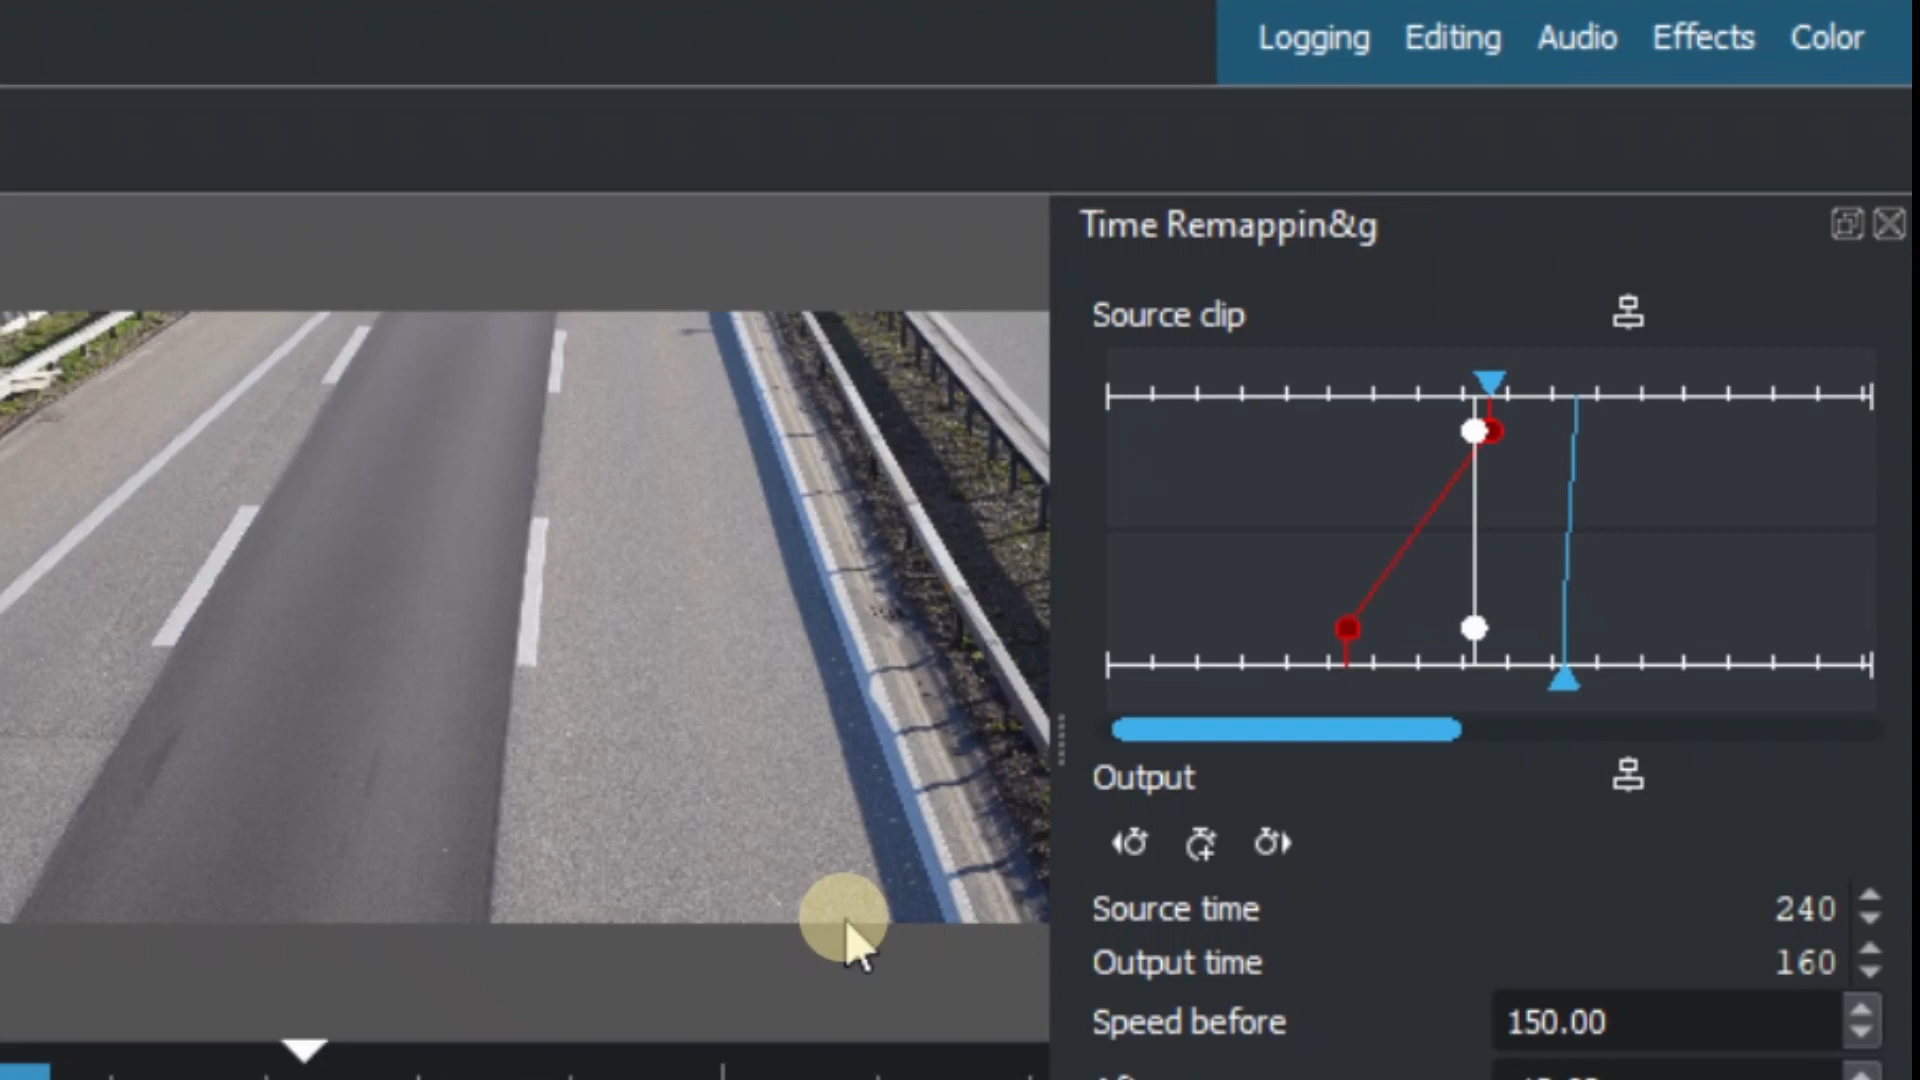 Logging Editing Audio Effects Color
Time Remappin&g
Source clip
Output
Source time 240
Output time 160
Speed before 150.00